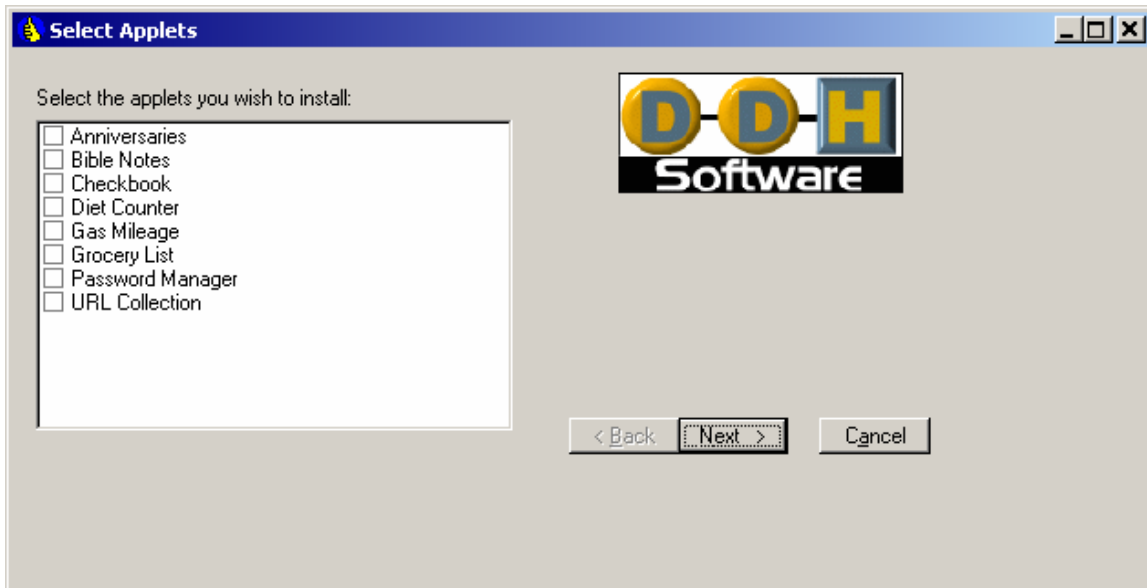 Select Applets
Select the applets you wish to install:
Anniversaries
Bible Notes
Checkbook
Diet Counter
Gas Mileage
Grocery List
Password Manager
URL Collection
D-D-H
Software
< Back
Next >
Cancel